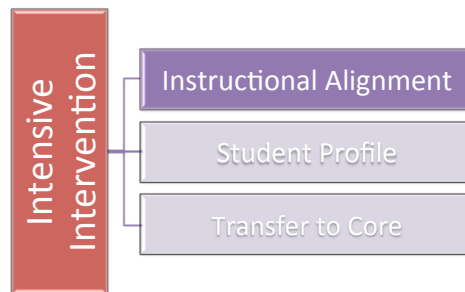 Intensive
Intervention
Instructional Alignment
Student Profile
Transfer to Core